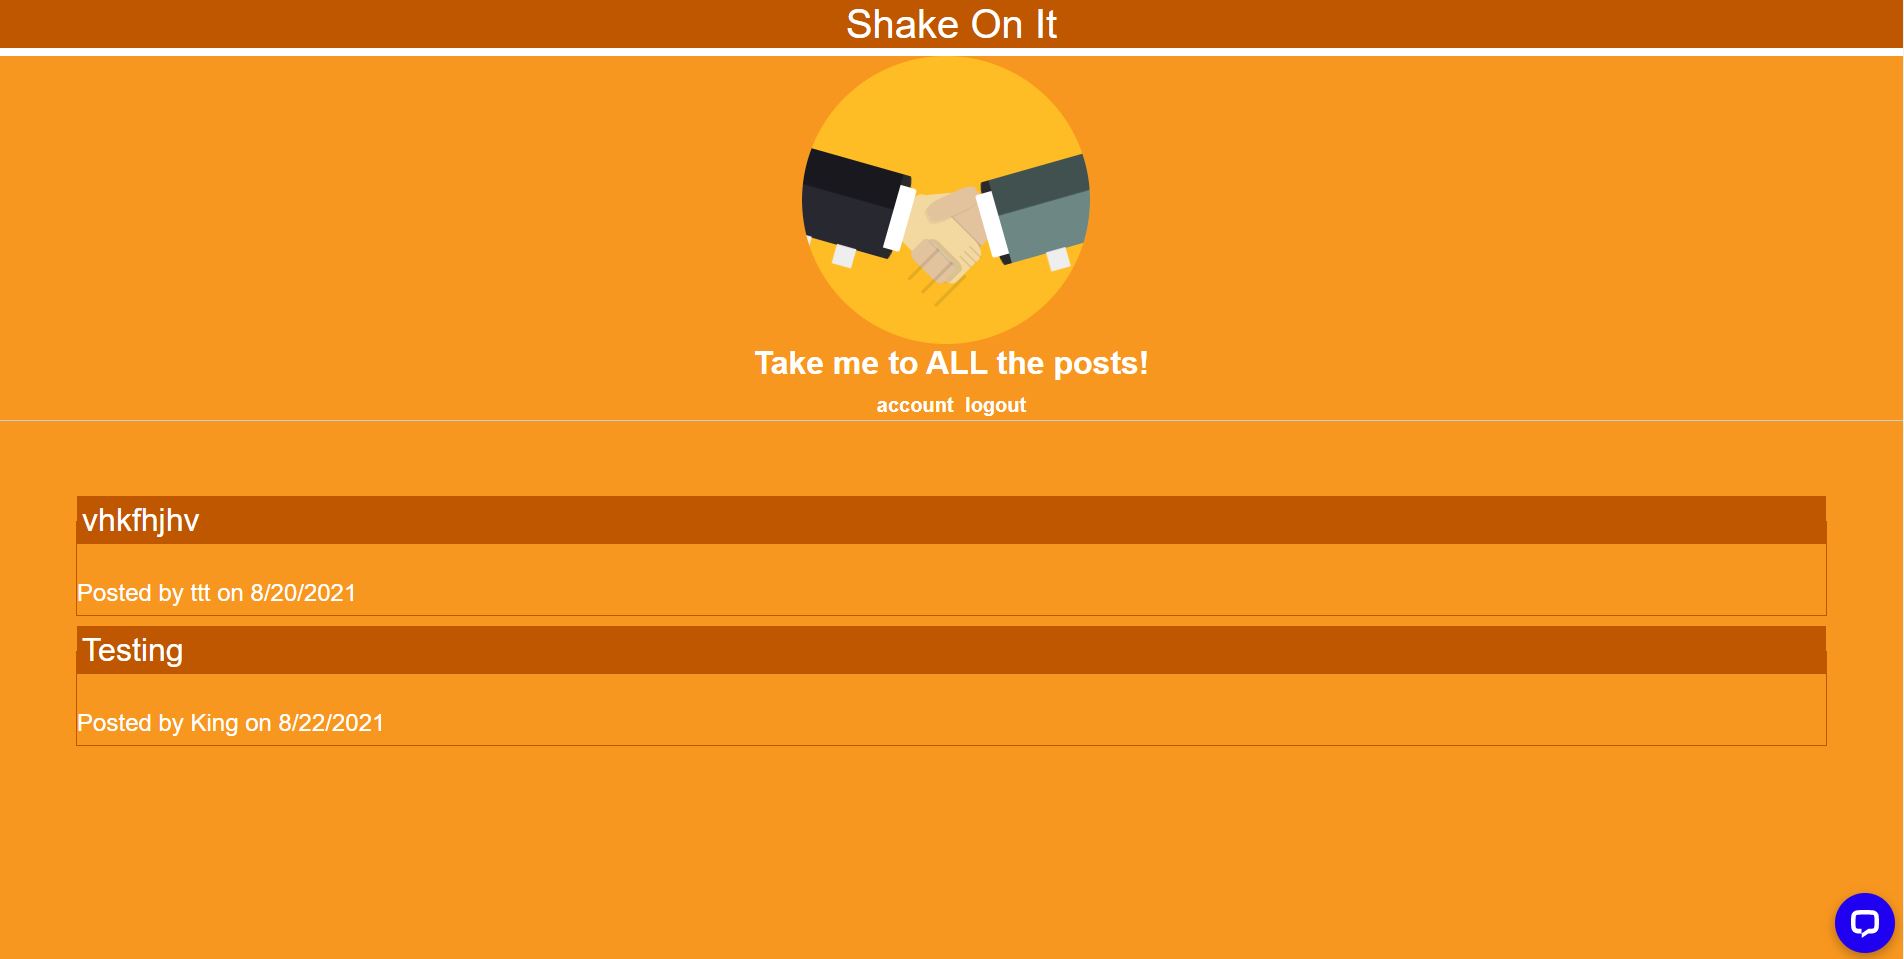 Shake On It
Take me to ALL the posts!
account logout
vhkfhjhv
Posted by ttt on 8/20/2021
Testing
Posted by King on 8/22/2021